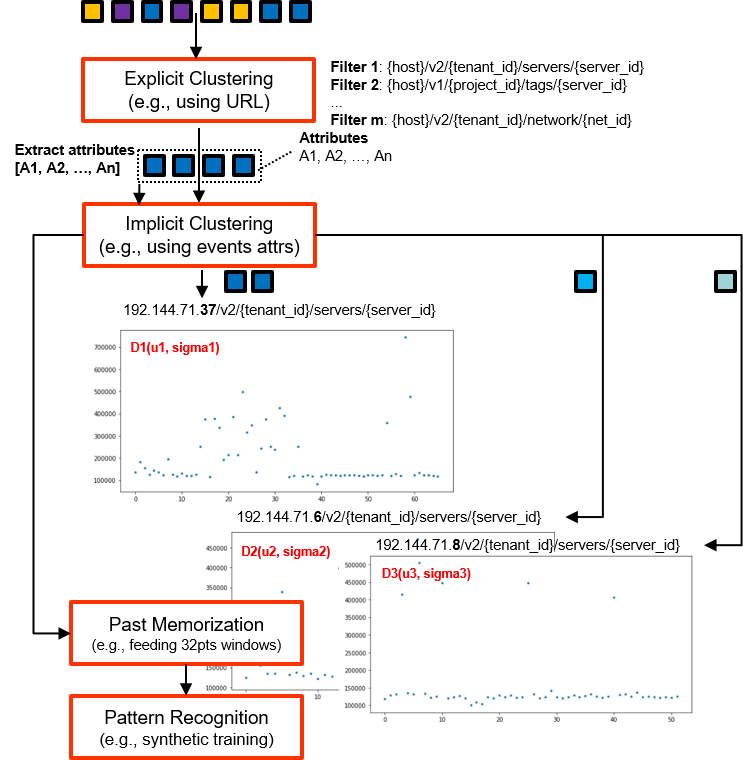 Explicit Clustering
(e.g., using URL)
Filter 1: {host}/v2/{tenant_id}/servers/{server_id}
Filter 2: {host}/v1/{project_id}/tags/{server_id}
...
Filter m: {host}/v2/{tenant_id}/network/{net_id}
Extract attributes
[A1, A2, …, An]
Attributes
A1, A2, …, An
Implicit Clustering
(e.g., using events attrs)
192.144.71.37/v2/{tenant_id}/servers/{server_id}
D1(u1, sigma1)
700000
600000
500000
400000
300000
200000
100000
0 10 20 30 40 50 60
192.144.71.6/v2/{tenant_id}/servers/{server_id}
D2(u2, sigma2)
450000
400000
350000
300000
150000
100000
10
192.144.71.8/v2/{tenant_id}/servers/{server_id}
D3(u3, sigma3)
500000
450000
400000
350000
300000
250000
200000
150000
100000
0 10 20 30 40 50
Past Memorization
(e.g., feeding 32pts windows)
Pattern Recognition
(e.g., synthetic training)